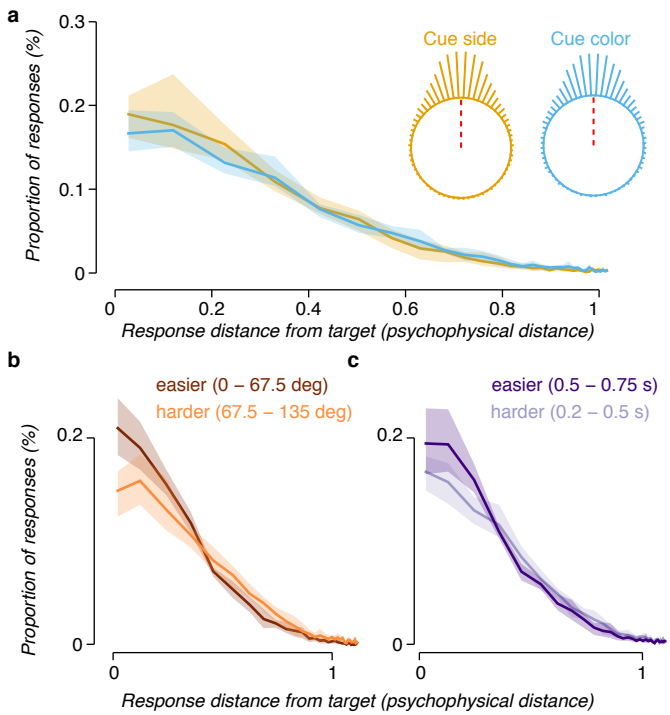 a
0.3
Cue side
Cue color
0.2
0.1
0
Proportion of responses (%)
0
0.2
0.4
0.6
0.8
1
Response distance from target (psychophysical distance)
b
easier (0 – 67.5 deg)
harder (67.5 – 135 deg)
0.2
0
Proportion of responses (%)
0
1
c
easier (0.5 – 0.75 s)
harder (0.2 – 0.5 s)
0.2
0
0
1
Response distance from target (psychophysical distance)